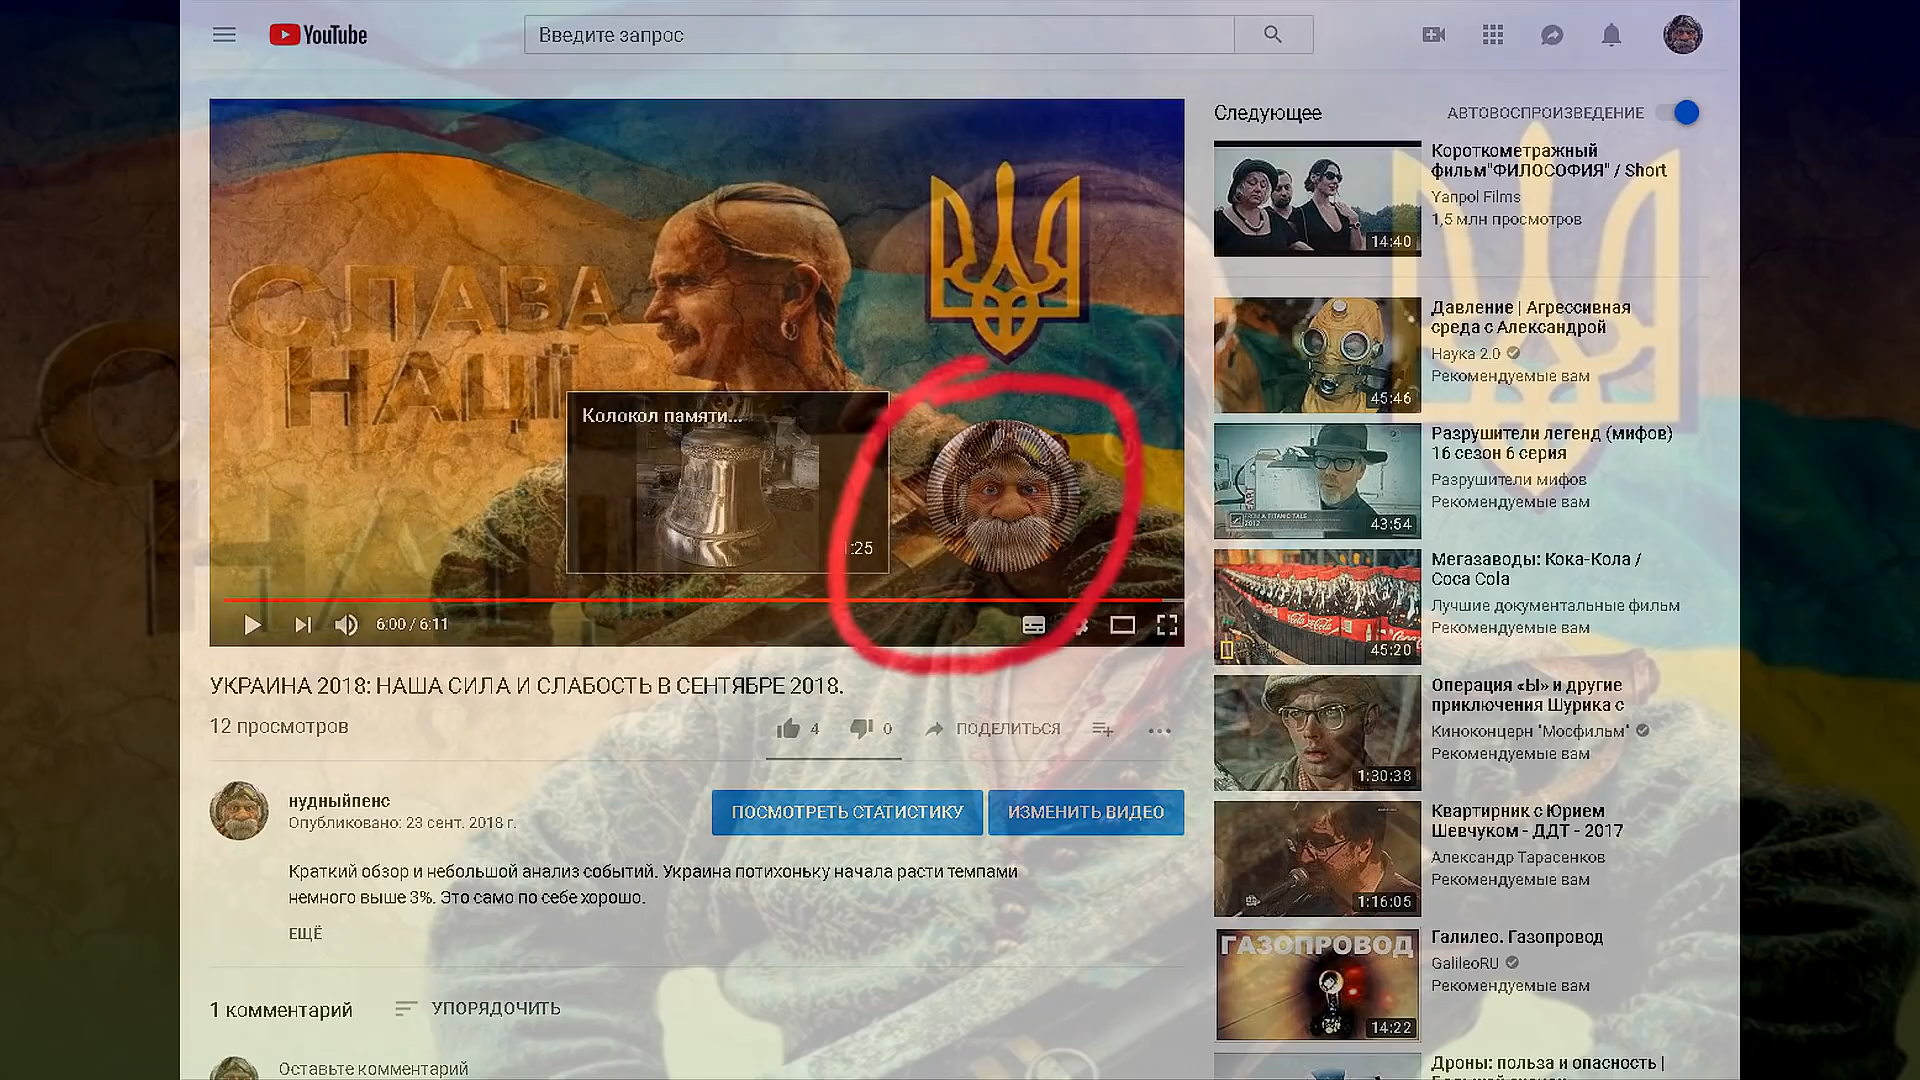 YouTube
Введите запрос
СЛАВА
НАЦІЇ
Колокол памяти...
:25
6:00 / 6:11
УКРАИНА 2018: НАША СИЛА И СЛАБОСТЬ В СЕНТЯБРЕ 2018.
12 просмотров
4
0
ПОДЕЛИТЬСЯ
нудныйпенс
Опубликовано: 23 сент. 2018 г.
ПОСМОТРЕТЬ СТАТИСТИКУ
ИЗМЕНИТЬ ВИДЕО
Краткий обзор и небольшой анализ событий. Украина потихоньку начала расти темпами
немного выше 3%. Это само по себе хорошо.
ЕЩЁ
1 комментарий
УПОРЯДОЧИТЬ
Оставьте комментарий
Следующее
АВТОВОСПРОИЗВЕДЕНИЕ
14:40
Короткометражный
фильм"ФИЛОСОФИЯ" / Short
Yanpol Films
1,5 млн просмотров
45:46
Давление | Агрессивная
среда с Александрой
Наука 2.0
Рекомендуемые вам
FROM A TITANIC TALE
2012
43:54
Разрушители легенд (мифов)
16 сезон 6 серия
Разрушители мифов
Рекомендуемые вам
Coca-Cola
45:20
Мегазаводы: Кока-Кола /
Coca Cola
Лучшие документальные фильм
Рекомендуемые вам
1:30:38
Операция «Ы» и другие
приключения Шурика с
Киноконцерн "Мосфильм"
Рекомендуемые вам
1:16:05
Квартирник с Юрием
Шевчуком - ДДТ - 2017
Александр Тарасенков
Рекомендуемые вам
ГАЗОПРОВОД
14:22
Галилео. Газопровод
GalileoRU
Рекомендуемые вам
Дроны: польза и опасность |